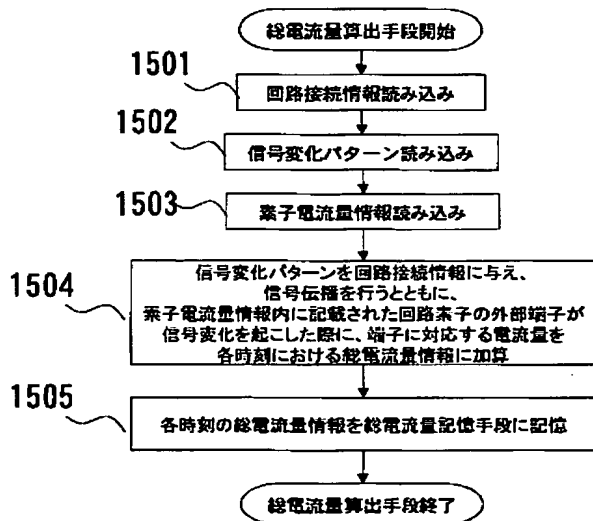 総電流量算出手段開始
1501
回路接続情報読み込み
1502
信号変化パターン読み込み
1503
素子電流量情報読み込み
1504
信号変化パターンを回路接続情報に与え、
信号伝播を行うとともに、
素子電流量情報内に記載された回路素子の外部端子が
信号変化を起こした際に、端子に対応する電流量を
各時刻における総電流量情報に加算
1505
各時刻の総電流量情報を総電流量記憶手段に記憶
総電流量算出手段終了